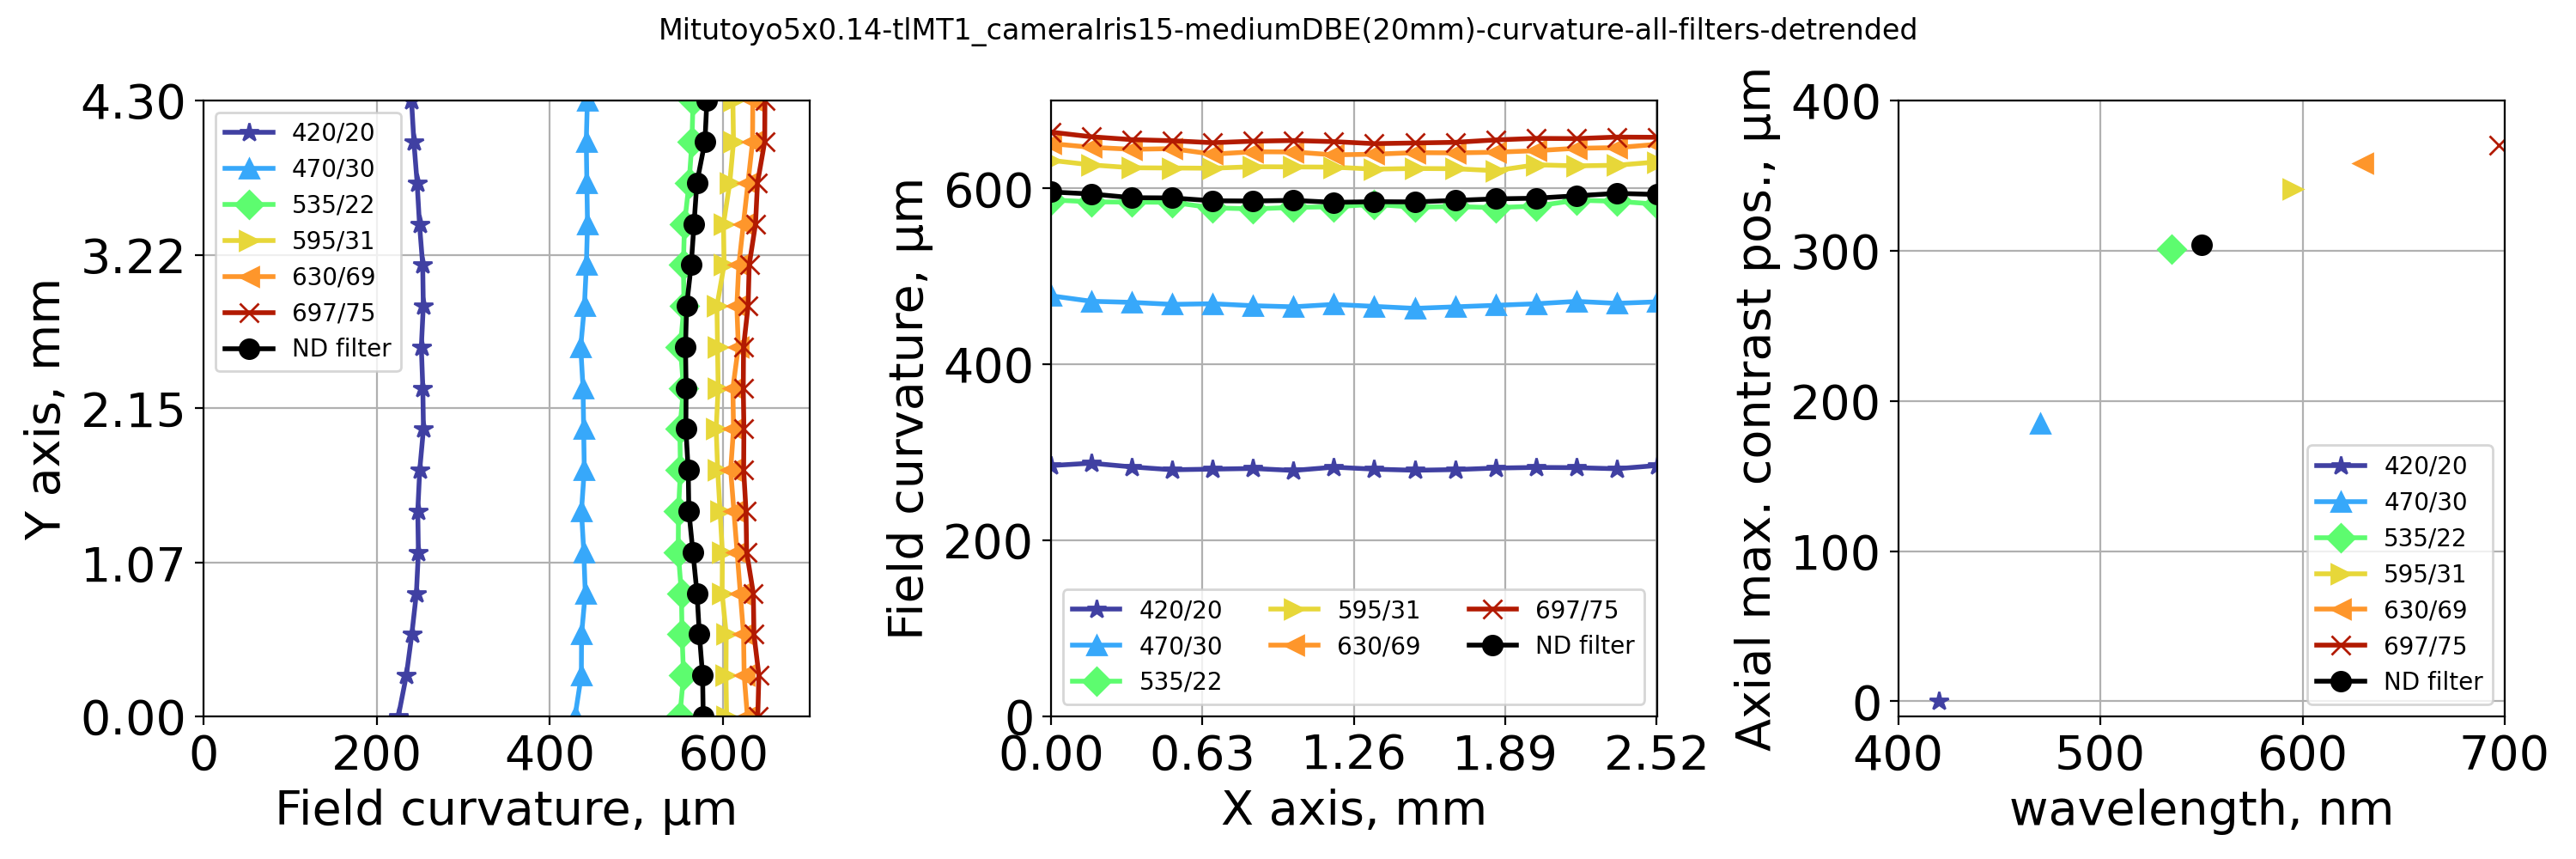 Mitutoyo5x0.14-tlMT1_cameraIris15-mediumDBE(20mm)-curvature-all-filters-detrended
Y axis, mm
4.30
3.22
2.15
1.07
0.00
420/20
470/30
535/22
595/31
630/69
697/75
ND filter
0 200 400 600
Field curvature, µm
Field curvature, µm
600
400
200
0
420/20 595/31 697/75
470/30 630/69 ND filter
535/22
0.00 0.63 1.26 1.89 2.52
X axis, mm
Axial max. contrast pos., µm
400
300
200
100
0
420/20
470/30
535/22
595/31
630/69
697/75
ND filter
400 500 600 700
wavelength, nm